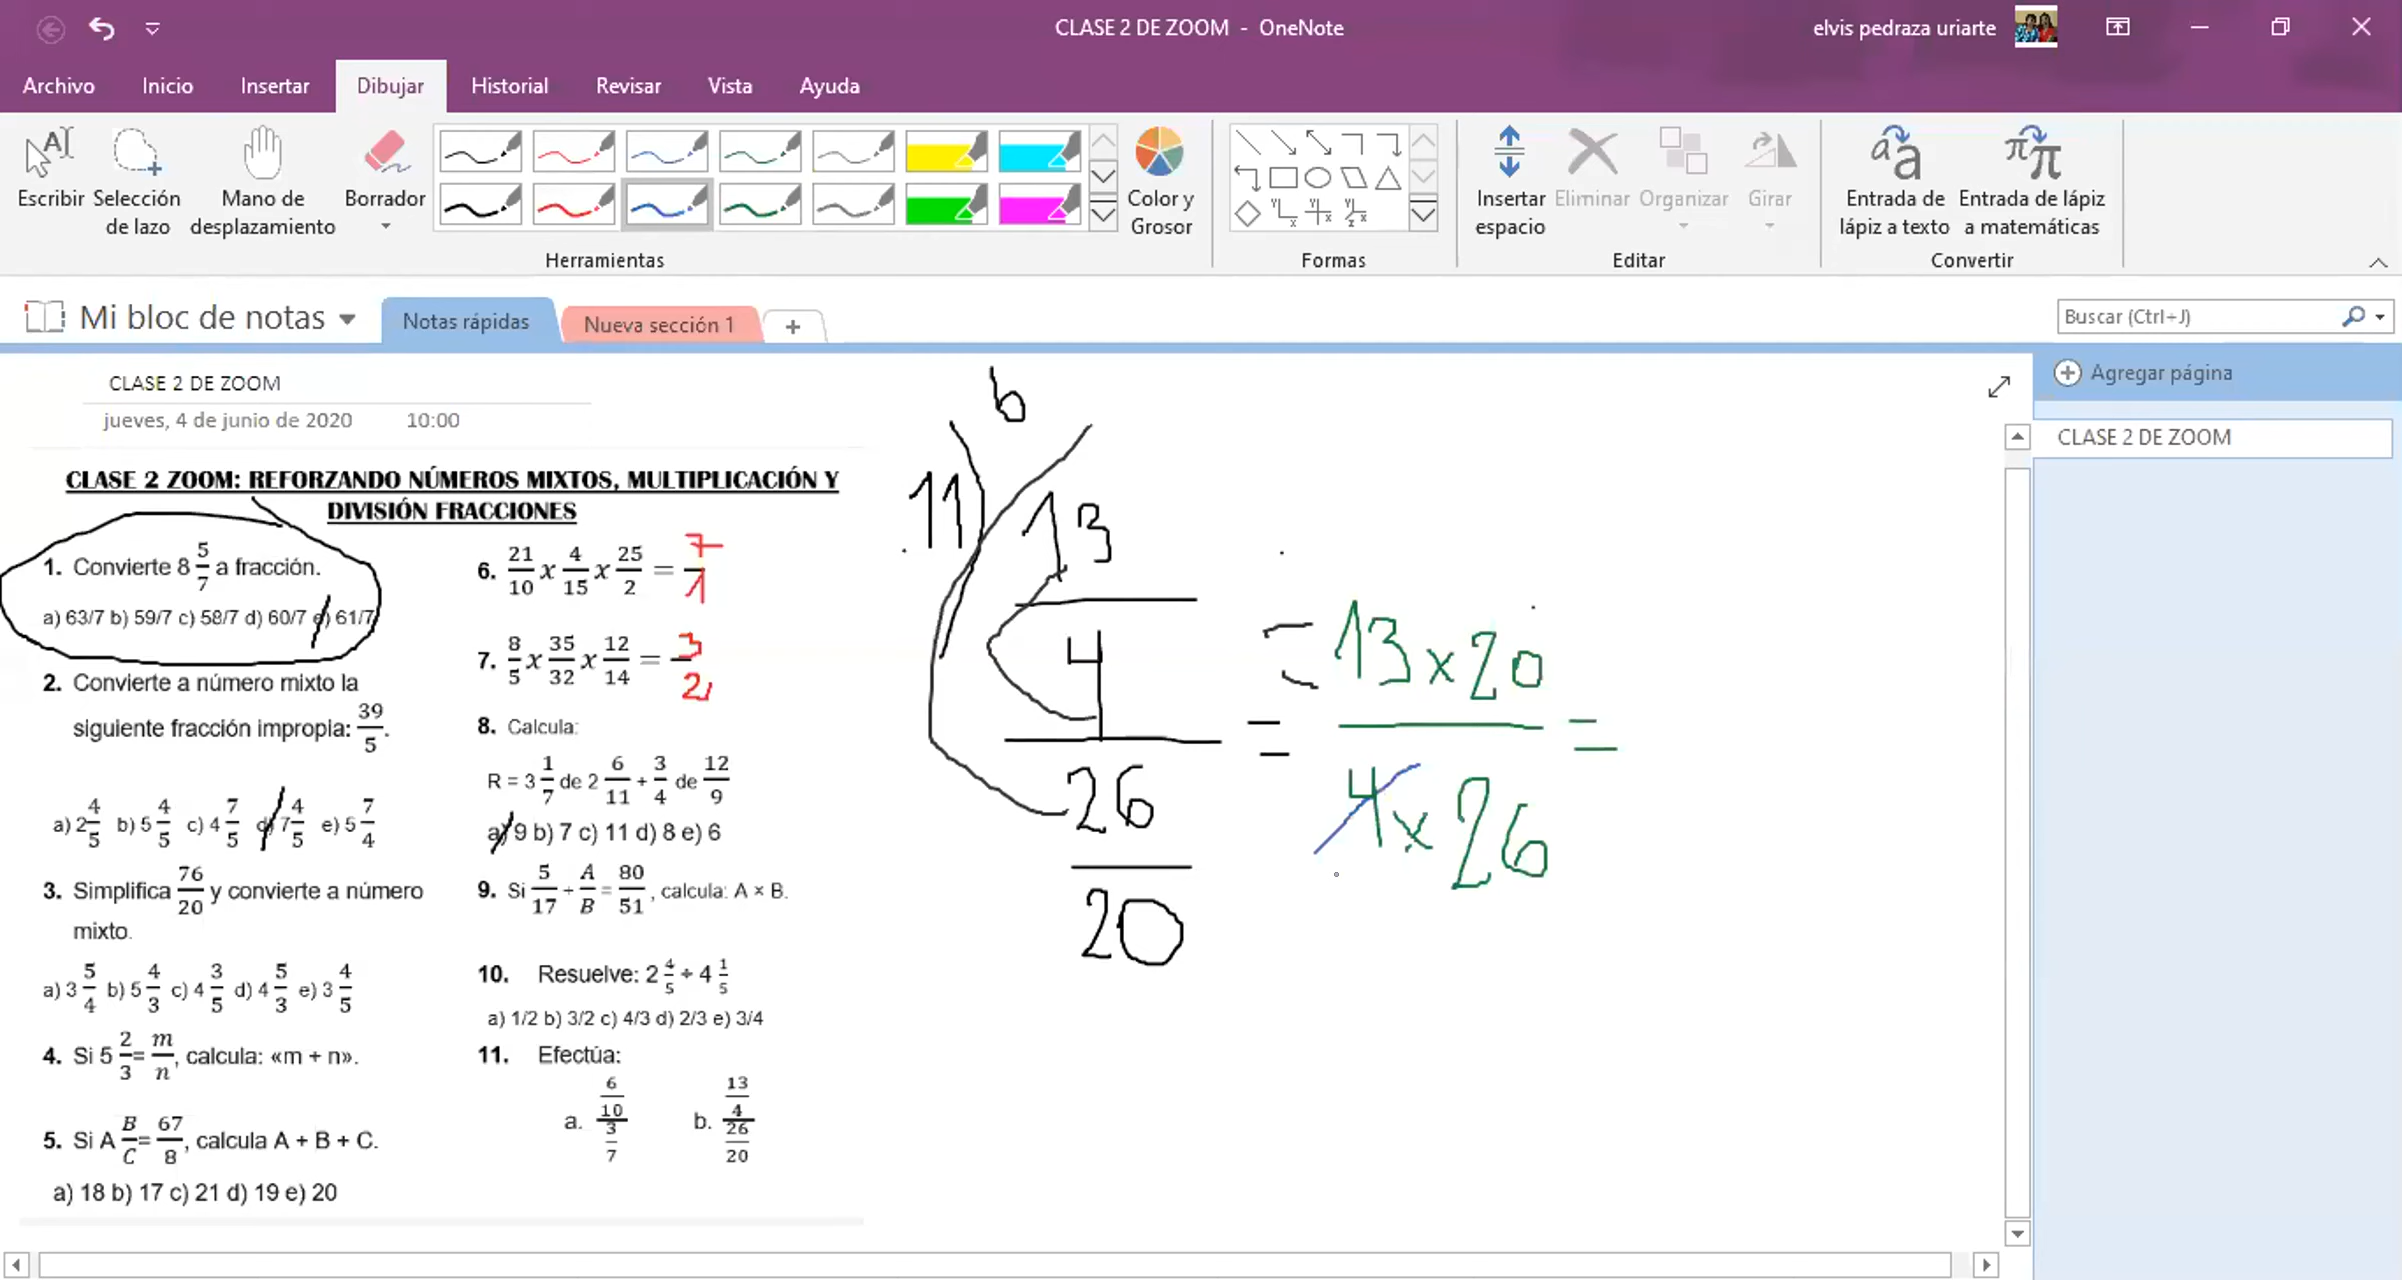 CLASE 2 DE ZOOM - OneNote
elvis pedraza uriarte
Archivo Inicio Insertar Dibujar Historial Revisar Vista Ayuda
Escribir
Selección de lazo
Mano de desplazamiento
Borrador
Color y Grosor
Insertar espacio
Eliminar
Organizar
Girar
Entrada de lápiz a texto
Entrada de lápiz a matemáticas
Herramientas Formas Editar Convertir
Mi bloc de notas
Notas rápidas
Nueva sección 1
Buscar (Ctrl+J)
Agregar página
CLASE 2 DE ZOOM
CLASE 2 DE ZOOM
jueves, 4 de junio de 2020 10:00
CLASE 2 ZOOM: REFORZANDO NÚMEROS MIXTOS, MULTIPLICACIÓN Y
DIVISIÓN FRACCIONES
1. Convierte 8 5/7 a fracción.
a) 63/7 b) 59/7 c) 58/7 d) 60/7 e) 61/7
2. Convierte a número mixto la
siguiente fracción impropia: 39/5.
a) 2 4/5 b) 5 4/5 c) 4 7/5 d) 7 4/5 e) 5 7/4
3. Simplifica 76/20 y convierte a número
mixto.
a) 3 5/4 b) 5 4/3 c) 4 3/5 d) 4 5/3 e) 3 4/5
4. Si 5 2/3 = m/n, calcula: «m + n».
5. Si A B/C = 67/8, calcula A + B + C.
a) 18 b) 17 c) 21 d) 19 e) 20
6. 21/10 x 4/15 x 25/2 = 7/1
7. 8/5 x 35/32 x 12/14 = 3/2
8. Calcula:
R = 3 1/7 de 2 6/11 + 3/4 de 12/9
a) 9 b) 7 c) 11 d) 8 e) 6
9. Si 5/17 ÷ A/B = 80/51, calcula: A × B.
10. Resuelve: 2 4/5 ÷ 4 1/5
a) 1/2 b) 3/2 c) 4/3 d) 2/3 e) 3/4
11. Efectúa:
a. 6/10 / 3/7 b. 13/4 / 26/20
b
11)
13
4
26
20
= = 13 x 20 =
4 x 26